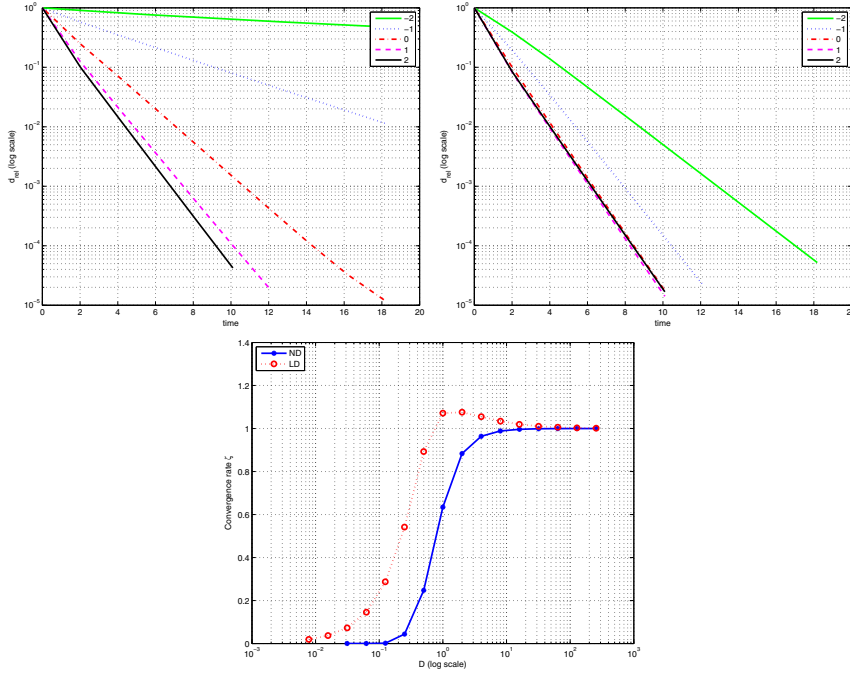 10^0
10^-1
10^-2
10^-3
10^-4
10^-5
d_rel (log scale)
0 2 4 6 8 10 12 14 16 18 20
time
-2
-1
0
1
2
10^0
10^-1
10^-2
10^-3
10^-4
10^-5
d_rel (log scale)
0 2 4 6 8 10 12 14 16 18 20
time
-2
-1
0
1
2
1.4
1.2
1
0.8
0.6
0.4
0.2
0
Convergence rate ζ
10^-3 10^-2 10^-1 10^0 10^1 10^2 10^3
D (log scale)
ND
LD